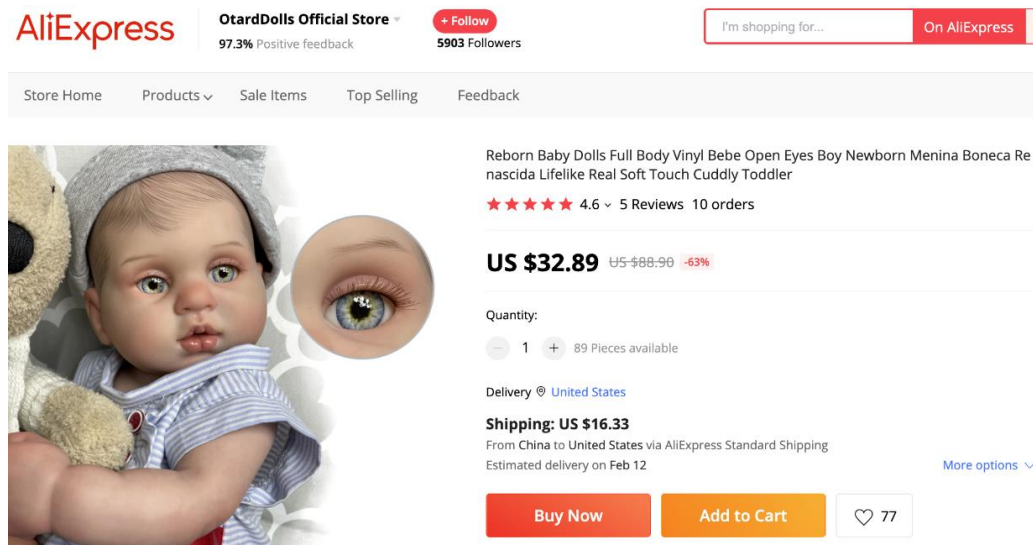 AliExpress
OtardDolls Official Store
97.3% Positive feedback
+ Follow
5903 Followers
I'm shopping for...
On AliExpress
Store Home
Products
Sale Items
Top Selling
Feedback
Reborn Baby Dolls Full Body Vinyl Bebe Open Eyes Boy Newborn Menina Boneca Re
nascida Lifelike Real Soft Touch Cuddly Toddler
4.6 5 Reviews 10 orders
US $32.89 US $88.90 -63%
Quantity:
− 1 + 89 Pieces available
Delivery United States
Shipping: US $16.33
From China to United States via AliExpress Standard Shipping
Estimated delivery on Feb 12
More options
Buy Now
Add to Cart
77